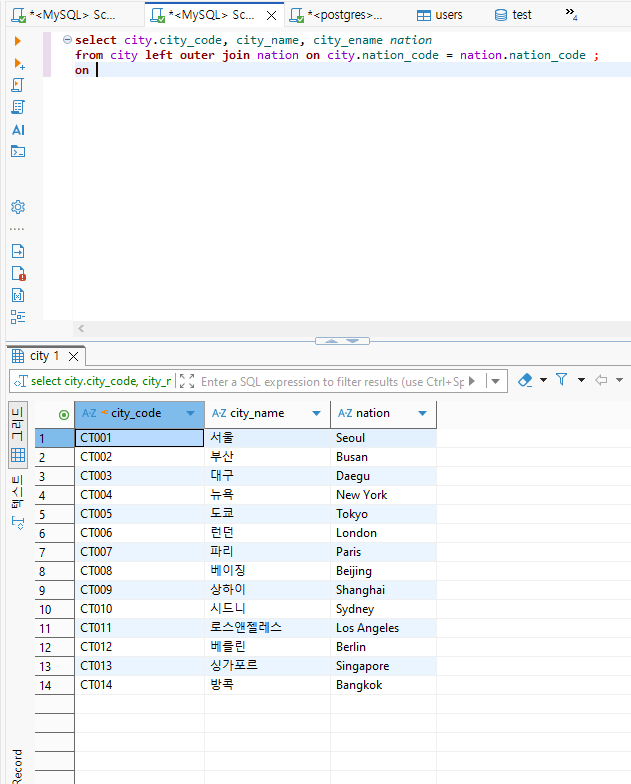 *<MySQL> Sc...
*<MySQL> Sc...
*<postgres>...
users
test
»4
select city.city_code, city_name, city_ename nation
from city left outer join nation on city.nation_code = nation.nation_code ;
on
AI
city 1
select city.city_code, city_r
Enter a SQL expression to filter results (use Ctrl+Sp
그리드
텍스트
Record
A-Z city_code A-Z city_name A-Z nation
1 CT001 서울 Seoul
2 CT002 부산 Busan
3 CT003 대구 Daegu
4 CT004 뉴욕 New York
5 CT005 도쿄 Tokyo
6 CT006 런던 London
7 CT007 파리 Paris
8 CT008 베이징 Beijing
9 CT009 상하이 Shanghai
10 CT010 시드니 Sydney
11 CT011 로스앤젤레스 Los Angeles
12 CT012 베를린 Berlin
13 CT013 싱가포르 Singapore
14 CT014 방콕 Bangkok